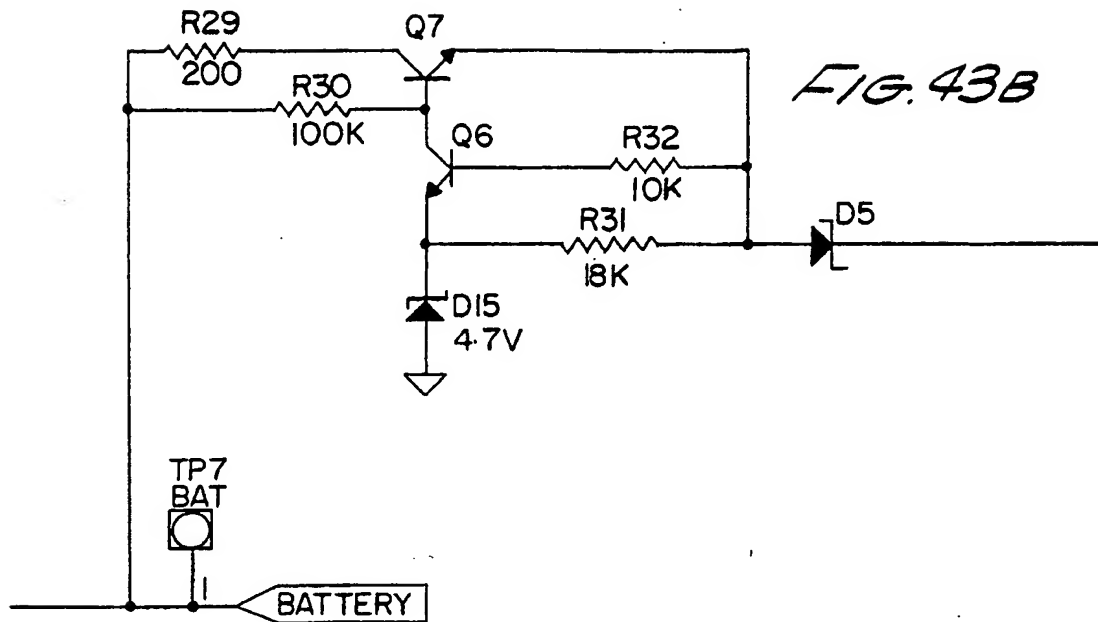 R29
200
Q7
FIG. 43B
R30
100K
Q6
R32
10K
R31
18K
D5
D15
4.7V
TP7
BAT
1
BATTERY